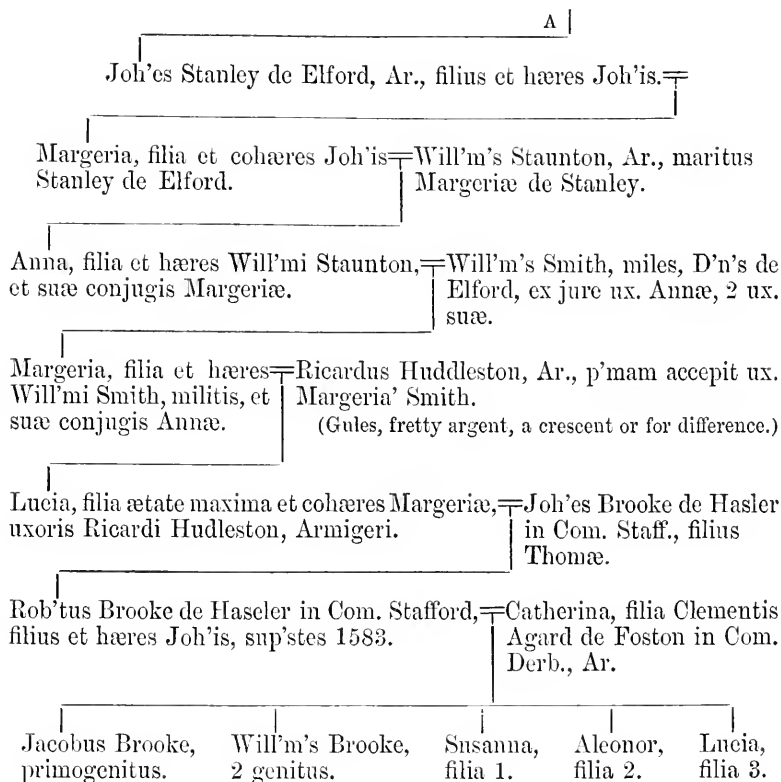 A
Joh'es Stanley de Elford, Ar., filius et hæres Joh'is.
Margeria, filia et cohæres Joh'is
Stanley de Elford.
Will'm's Staunton, Ar., maritus
Margeriæ de Stanley.
Anna, filia et hæres Will'mi Staunton,
et suæ conjugis Margeriæ.
Will'm's Smith, miles, D'n's de
Elford, ex jure ux. Annæ, 2 ux.
suæ.
Margeria, filia et hæres
Will'mi Smith, militis, et
suæ conjugis Annæ.
Ricardus Huddleston, Ar., p'mam accepit ux.
Margeria' Smith.
(Gules, fretty argent, a crescent or for difference.)
Lucia, filia ætate maxima et cohæres Margeriæ,
uxoris Ricardi Hudleston, Armigeri.
Joh'es Brooke de Hasler
in Com. Staff., filius
Thomæ.
Rob'tus Brooke de Haseler in Com. Stafford,
filius et hæres Joh'is, sup'stes 1583.
Catherina, filia Clementis
Agard de Foston in Com.
Derb., Ar.
Jacobus Brooke,
primogenitus.
Will'm's Brooke,
2 genitus.
Susanna,
filia 1.
Aleonor,
filia 2.
Lucia,
filia 3.